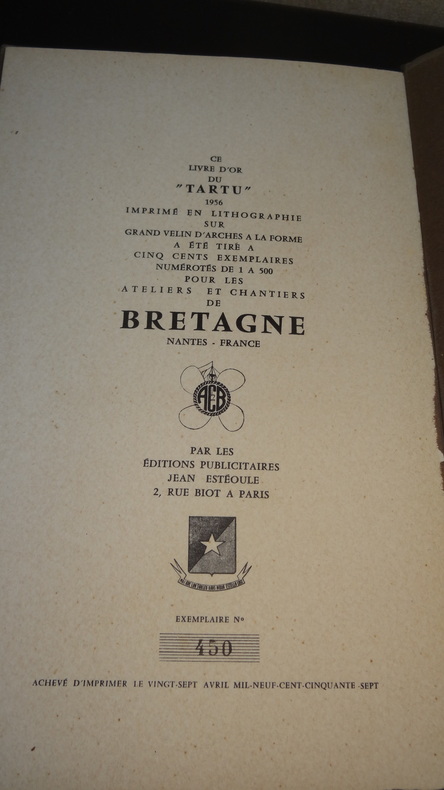 CE
LIVRE D'OR
DU
"TARTU"
1956
IMPRIMÉ EN LITHOGRAPHIE
SUR
GRAND VELIN D'ARCHES A LA FORME
A ÉTÉ TIRÉ A
CINQ CENTS EXEMPLAIRES
NUMÉROTÉS DE 1 A 500
POUR LES
ATELIERS ET CHANTIERS
DE
BRETAGNE
NANTES - FRANCE
ACB
PAR LES
ÉDITIONS PUBLICITAIRES
JEAN ESTÉOULE
2, RUE BIOT A PARIS
EXEMPLAIRE Nº
450
ACHEVÉ D'IMPRIMER LE VINGT-SEPT AVRIL MIL-NEUF-CENT-CINQUANTE-SEPT